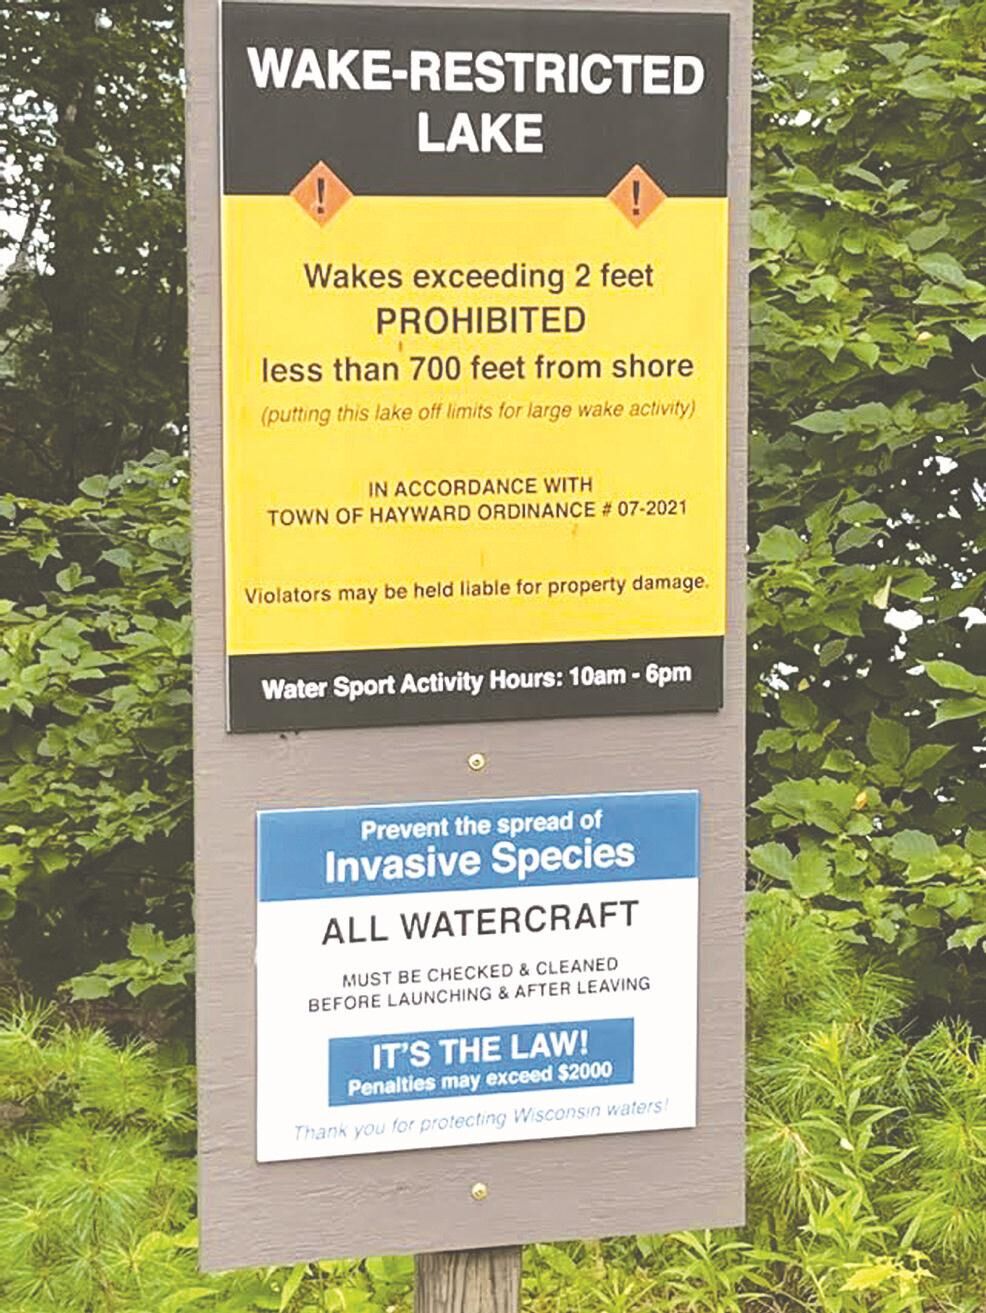 WAKE-RESTRICTED
LAKE
! !
Wakes exceeding 2 feet
PROHIBITED
less than 700 feet from shore
(putting this lake off limits for large wake activity)
IN ACCORDANCE WITH
TOWN OF HAYWARD ORDINANCE # 07-2021
Violators may be held liable for property damage.
Water Sport Activity Hours: 10am - 6pm
Prevent the spread of
Invasive Species
ALL WATERCRAFT
MUST BE CHECKED & CLEANED
BEFORE LAUNCHING & AFTER LEAVING
IT'S THE LAW!
Penalties may exceed $2000
Thank you for protecting Wisconsin waters!